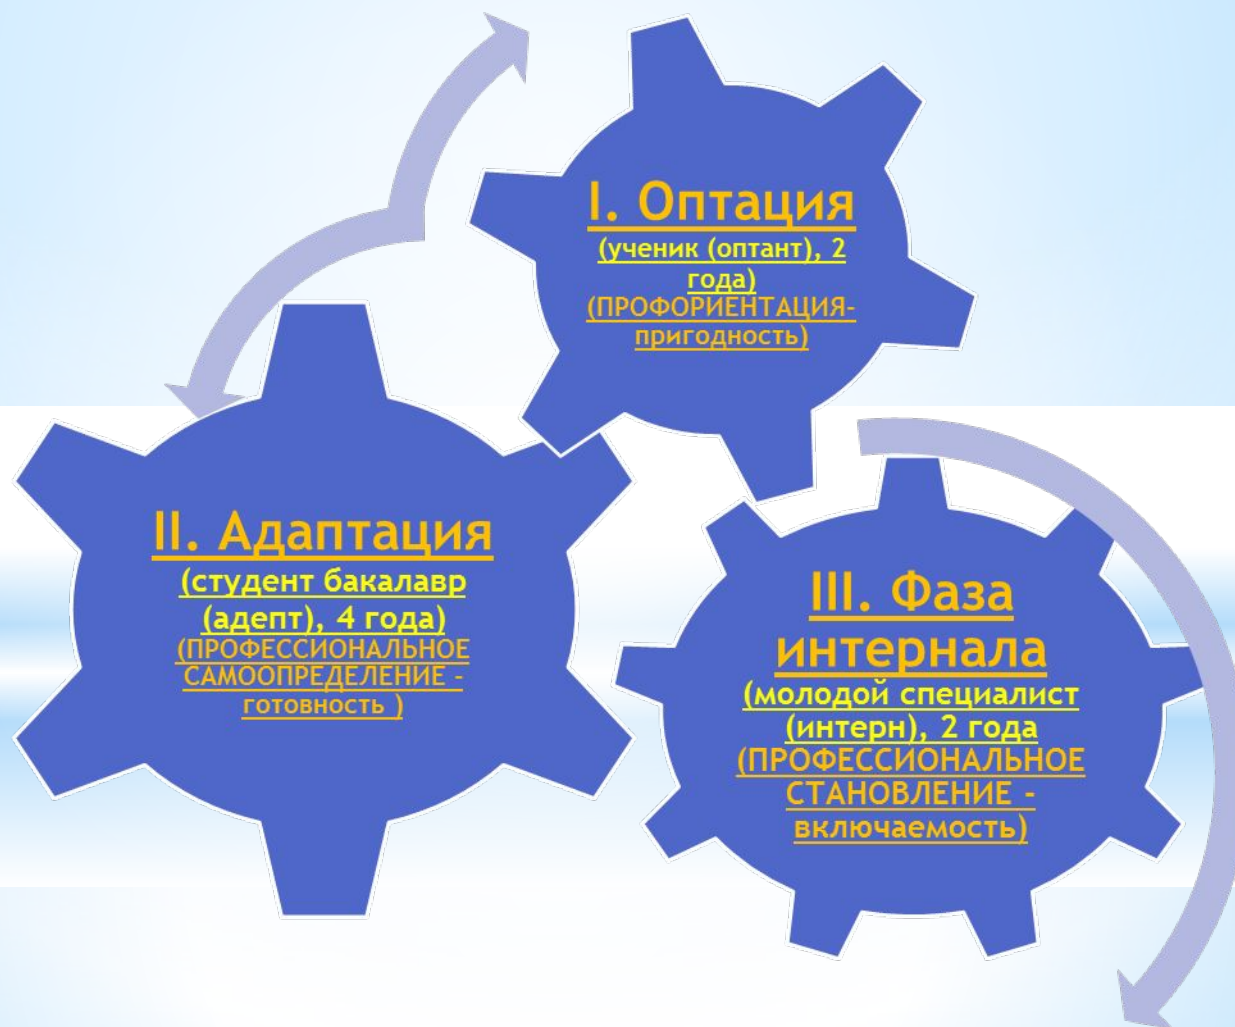 I. Оптация
(ученик (оптант), 2
года)
(ПРОФОРИЕНТАЦИЯ-
пригодность)
II. Адаптация
(студент бакалавр
(адепт), 4 года)
(ПРОФЕССИОНАЛЬНОЕ
САМООПРЕДЕЛЕНИЕ -
готовность )
III. Фаза
интернала
(молодой специалист
(интерн), 2 года
(ПРОФЕССИОНАЛЬНОЕ
СТАНОВЛЕНИЕ -
включаемость)